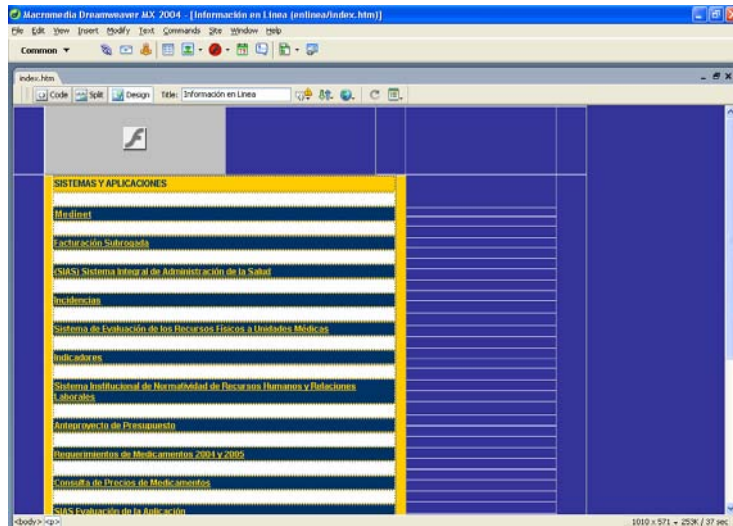 Macromedia Dreamweaver MX 2004 - [Información en Linea (enlinea/index.htm)]
File Edit View Insert Modify Text Commands Site Window Help
Common
index.htm
Code Split Design Title: Información en Linea
SISTEMAS Y APLICACIONES
Medinet
Facturación Subrogada
(SIAS) Sistema Integral de Administración de la Salud
Incidencias
Sistema de Evaluación de los Recursos Físicos a Unidades Médicas
Indicadores
Sistema Institucional de Normatividad de Recursos Humanos y Relaciones
Laborales
Anteproyecto de Presupuesto
Requerimientos de Medicamentos 2004 y 2005
Consulta de Precios de Medicamentos
SIAS Evaluación de la Aplicación
<body> <p> 1010 x 571 - 253K / 37 sec